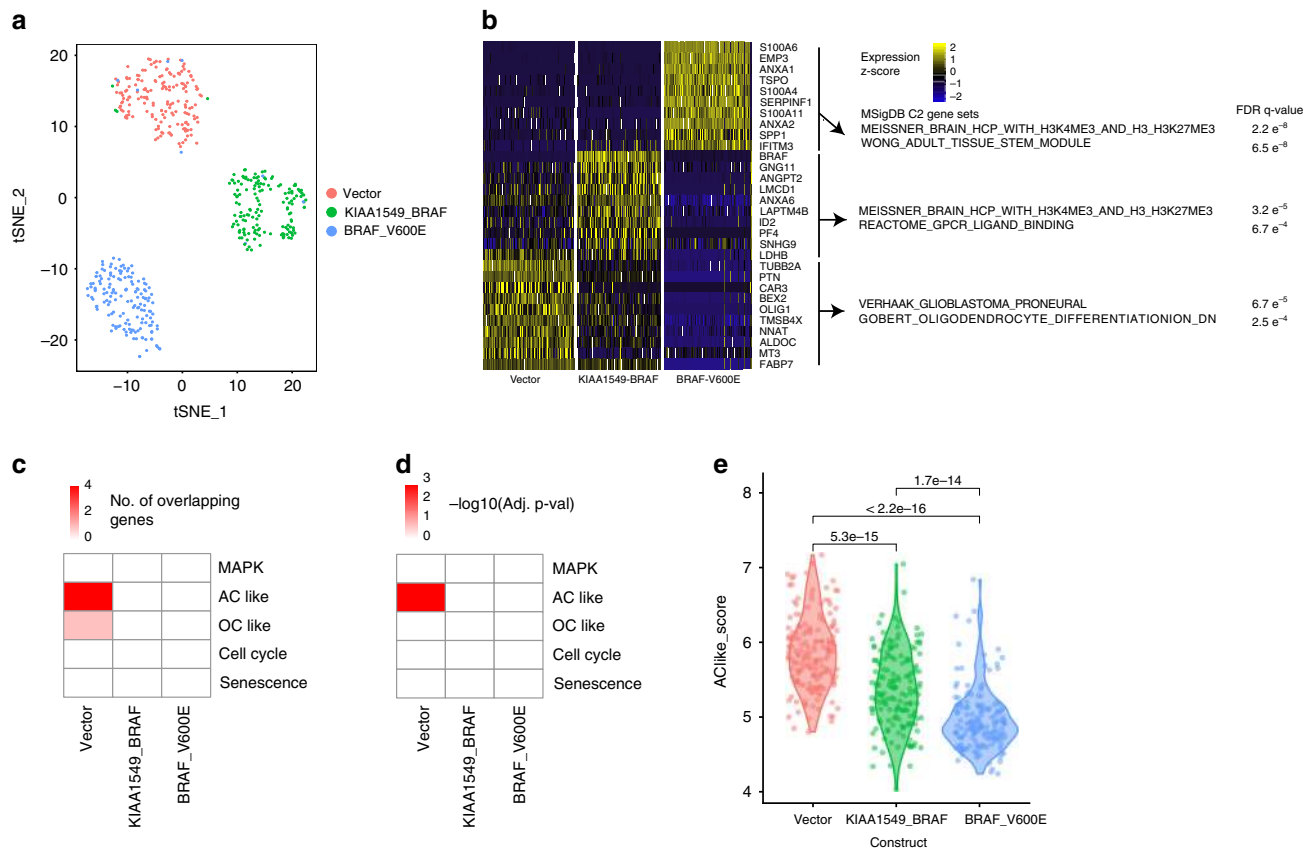 a
20
10
0
−10
−20
tSNE_2
−10
0
10
20
tSNE_1
Vector
KIAA1549_BRAF
BRAF_V600E
b
S100A6
EMP3
ANXA1
TSPO
S100A4
SERPINF1
S100A11
ANXA2
SPP1
IFITM3
BRAF
GNG11
ANGPT2
LMCD1
ANXA6
LAPTM4B
ID2
PF4
SNHG9
LDHB
TUBB2A
PTN
CAR3
BEX2
OLIG1
TMSB4X
NNAT
ALDOC
MT3
FABP7
Vector
KIAA1549-BRAF
BRAF-V600E
Expression
z-score
2
1
0
−1
−2
MSigDB C2 gene sets
FDR q-value
MEISSNER_BRAIN_HCP_WITH_H3K4ME3_AND_H3_H3K27ME3
2.2 e−8
WONG_ADULT_TISSUE_STEM_MODULE
6.5 e−8
MEISSNER_BRAIN_HCP_WITH_H3K4ME3_AND_H3_H3K27ME3
3.2 e−5
REACTOME_GPCR_LIGAND_BINDING
6.7 e−4
VERHAAK_GLIOBLASTOMA_PRONEURAL
6.7 e−5
GOBERT_OLIGODENDROCYTE_DIFFERENTIATIONION_DN
2.5 e−4
c
4
2
0
No. of overlapping
genes
MAPK
AC like
OC like
Cell cycle
Senescence
Vector
KIAA1549_BRAF
BRAF_V600E
d
3
2
1
0
−log10(Adj. p-val)
MAPK
AC like
OC like
Cell cycle
Senescence
Vector
KIAA1549_BRAF
BRAF_V600E
e
1.7e−14
< 2.2e−16
5.3e−15
8
7
6
5
4
AClike_score
Vector
KIAA1549_BRAF
BRAF_V600E
Construct